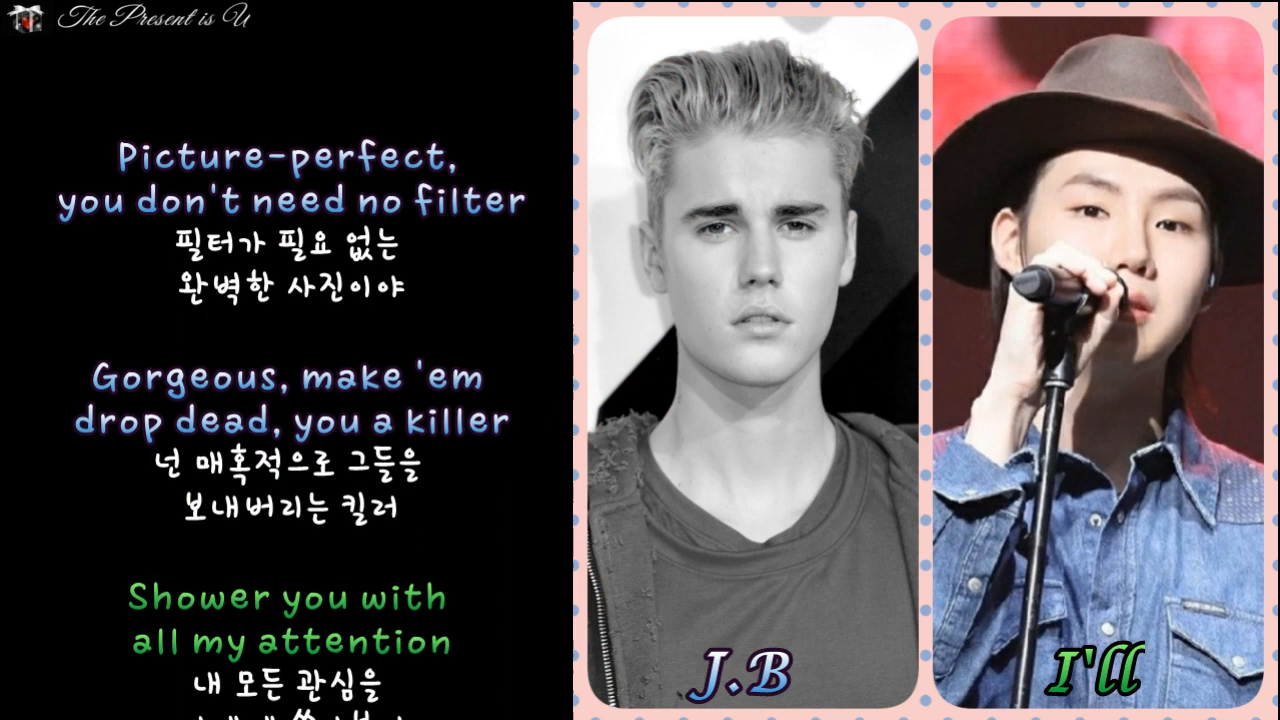 The Present is U
Picture-perfect,
you don't need no filter
필터가 필요 없는
완벽한 사진이야
Gorgeous, make 'em
drop dead, you a killer
넌 매혹적으로 그들을
보내버리는 킬러
Shower you with
all my attention
내 모든 관심을
J.B
I'll